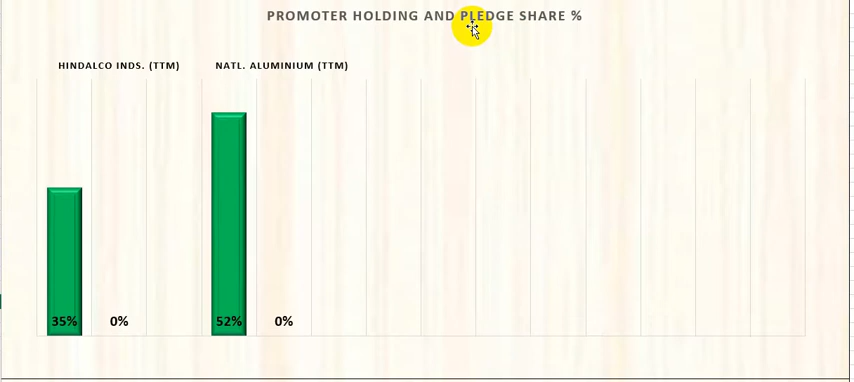 PROMOTER HOLDING AND PLEDGE SHARE %
HINDALCO INDS. (TTM) NATL. ALUMINIUM (TTM)
35% 0% 52% 0%